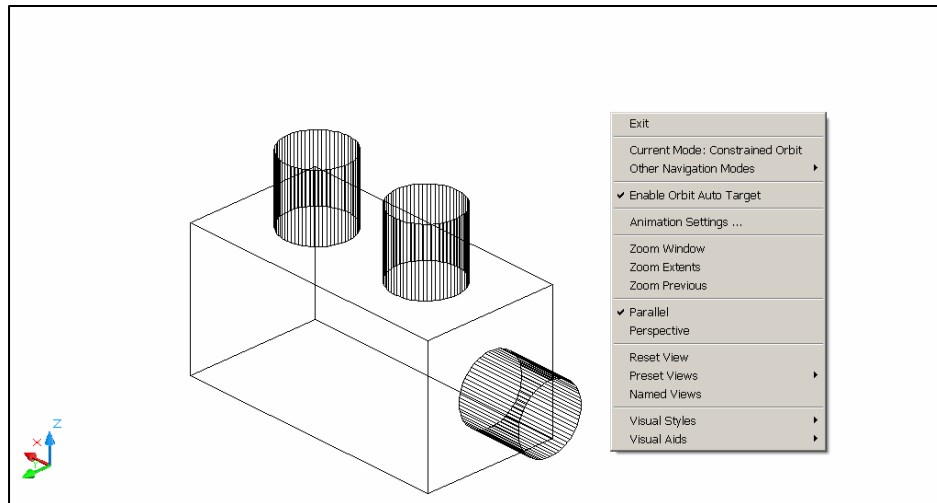 Exit
Current Mode: Constrained Orbit
Other Navigation Modes
Enable Orbit Auto Target
Animation Settings ...
Zoom Window
Zoom Extents
Zoom Previous
Parallel
Perspective
Reset View
Preset Views
Named Views
Visual Styles
Visual Aids
Z
X